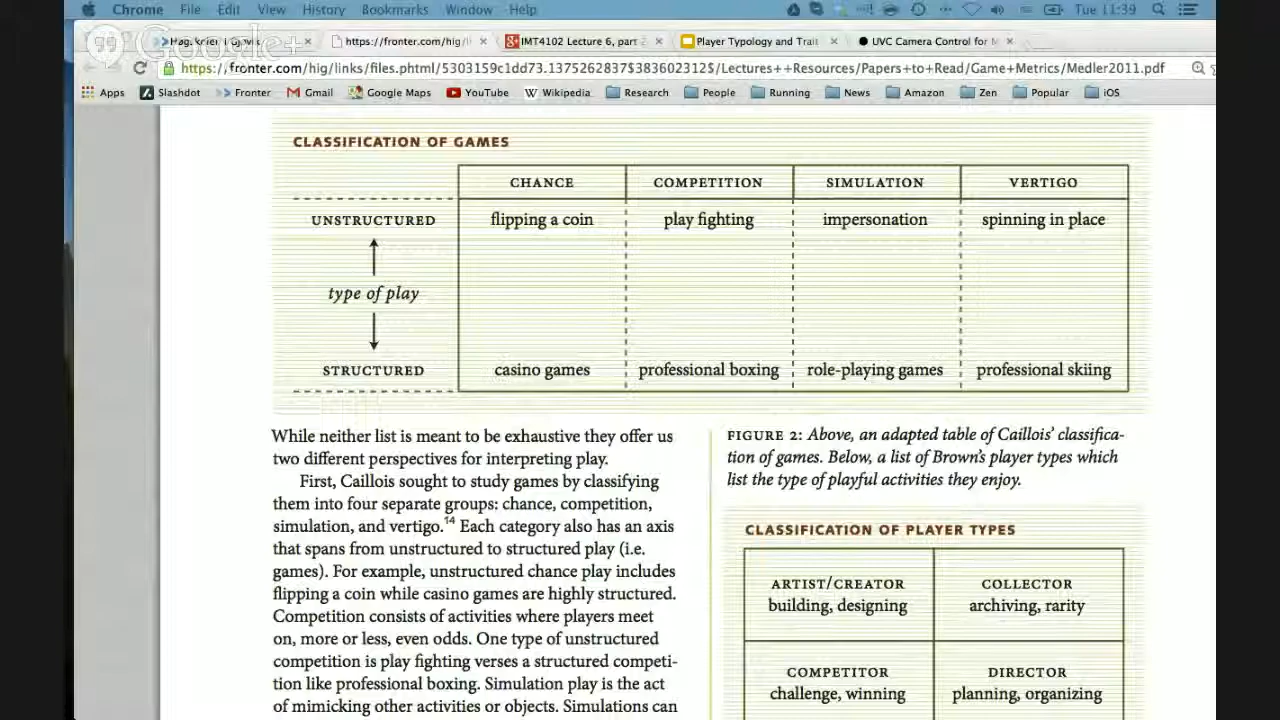 Chrome File Edit View History Bookmarks Window Help Tue 11:39
Google+
https://fronter.com/hig/l IMT4102 Lecture 6, part 2 Player Typology and Trait UVC Camera Control for M
https://fronter.com/hig/links/files.phtml/5303159c1dd73.1375262837$383602312$/Lectures++Resources/Papers+to+Read/Game+Metrics/Medler2011.pdf
Apps Slashdot Fronter Gmail Google Maps YouTube Wikipedia Research People Running News Amazon Zen Popular iOS
CLASSIFICATION OF GAMES
CHANCE COMPETITION SIMULATION VERTIGO
UNSTRUCTURED flipping a coin play fighting impersonation spinning in place
type of play
STRUCTURED casino games professional boxing role-playing games professional skiing
While neither list is meant to be exhaustive they offer us
two different perspectives for interpreting play.
First, Caillois sought to study games by classifying
them into four separate groups: chance, competition,
simulation, and vertigo.14 Each category also has an axis
that spans from unstructured to structured play (i.e.
games). For example, unstructured chance play includes
flipping a coin while casino games are highly structured.
Competition consists of activities where players meet
on, more or less, even odds. One type of unstructured
competition is play fighting verses a structured competi-
tion like professional boxing. Simulation play is the act
of mimicking other activities or objects. Simulations can
FIGURE 2: Above, an adapted table of Caillois' classifica-
tion of games. Below, a list of Brown's player types which
list the type of playful activities they enjoy.
CLASSIFICATION OF PLAYER TYPES
ARTIST/CREATOR COLLECTOR
building, designing archiving, rarity
COMPETITOR DIRECTOR
challenge, winning planning, organizing